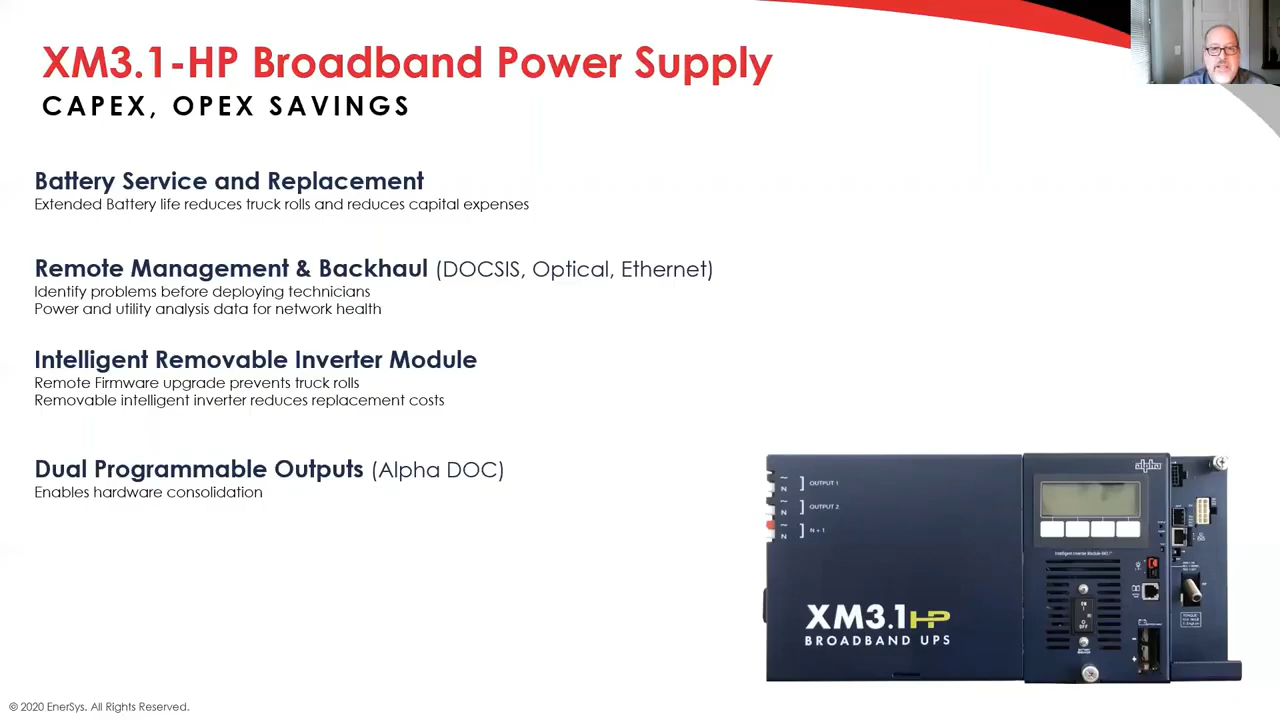 XM3.1-HP Broadband Power Supply
CAPEX, OPEX SAVINGS
Battery Service and Replacement
Extended Battery life reduces truck rolls and reduces capital expenses
Remote Management & Backhaul (DOCSIS, Optical, Ethernet)
Identify problems before deploying technicians
Power and utility analysis data for network health
Intelligent Removable Inverter Module
Remote Firmware upgrade prevents truck rolls
Removable intelligent inverter reduces replacement costs
Dual Programmable Outputs (Alpha DOC)
Enables hardware consolidation
alpha
N ] OUTPUT 1
N ] OUTPUT 2
N ] N + 1
XM3.1HP
BROADBAND UPS
ON
OFF
© 2020 EnerSys. All Rights Reserved.